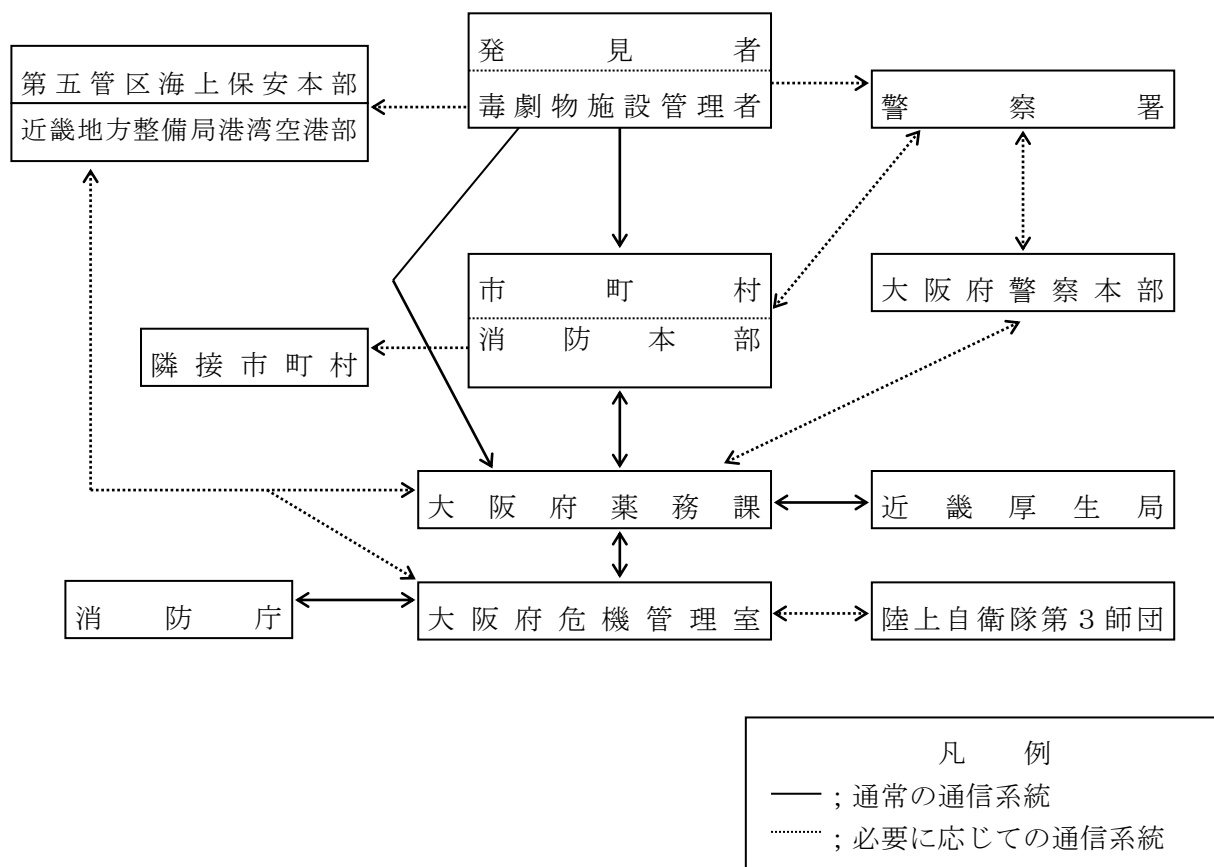 発見者
毒劇物施設管理者
第五管区海上保安本部
近畿地方整備局港湾空港部
警察署
市町村
消防本部
大阪府警察本部
隣接市町村
大阪府薬務課
近畿厚生局
消防庁
大阪府危機管理室
陸上自衛隊第３師団
凡例
；通常の通信系統
；必要に応じての通信系統